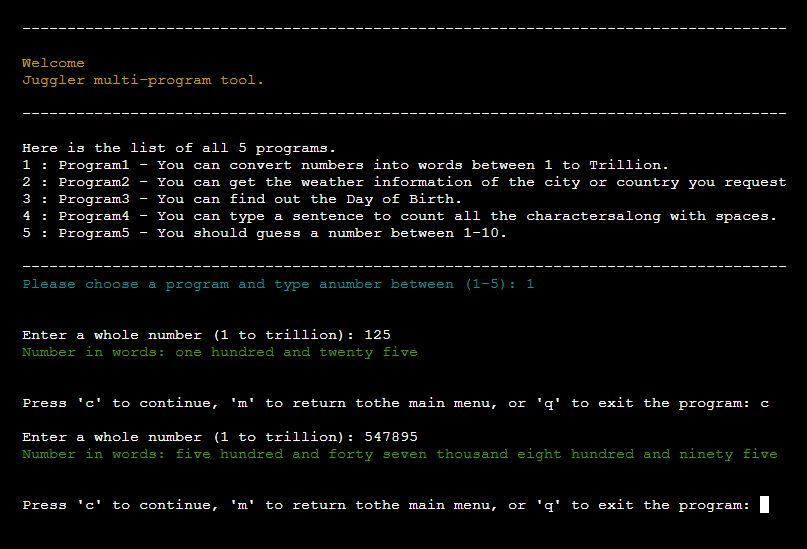 Welcome
Juggler multi-program tool.
Here is the list of all 5 programs.
1 : Program1 - You can convert numbers into words between 1 to Trillion.
2 : Program2 - You can get the weather information of the city or country you request
3 : Program3 - You can find out the Day of Birth.
4 : Program4 - You can type a sentence to count all the charactersalong with spaces.
5 : Program5 - You should guess a number between 1-10.
Please choose a program and type anumber between (1-5): 1
Enter a whole number (1 to trillion): 125
Number in words: one hundred and twenty five
Press 'c' to continue, 'm' to return tothe main menu, or 'q' to exit the program: c
Enter a whole number (1 to trillion): 547895
Number in words: five hundred and forty seven thousand eight hundred and ninety five
Press 'c' to continue, 'm' to return tothe main menu, or 'q' to exit the program: